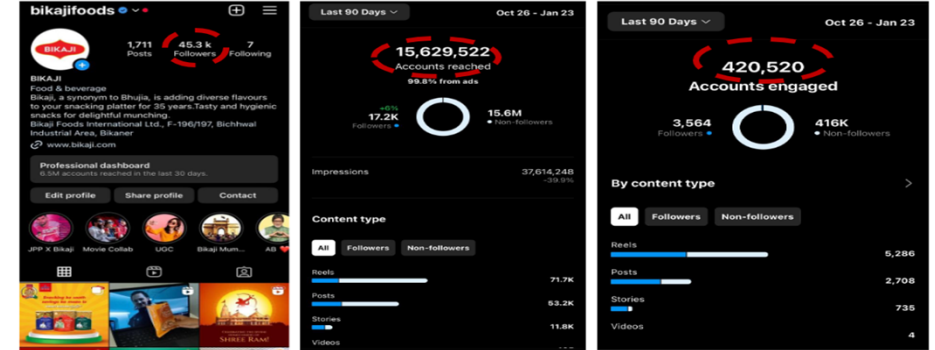 bikajifoods
BIKAJI
1,711
Posts
45.3 k
Followers
7
Following
BIKAJI
Food & beverage
Bikaji, a synonym to Bhujia, is adding diverse flavours
to your snacking platter for 35 years.Tasty and hygienic
snacks for delightful munching.
Bikaji Foods International Ltd., F-196/197, Bichhwal
Industrial Area, Bikaner
www.bikaji.com
Professional dashboard
6.5M accounts reached in the last 30 days.
Edit profile
Share profile
Contact
JPP X Bikaji
Movie Collab
UGC
Bikaji Mum...
AB
SHREE RAM!
Last 90 Days
Oct 26 - Jan 23
15,629,522
Accounts reached
99.8% from ads
+6%
17.2K
Followers
15.6M
Non-followers
Impressions
37,614,248
-39.9%
Content type
All
Followers
Non-followers
Reels
71.7K
Posts
53.2K
Stories
11.8K
Videos
Last 90 Days
Oct 26 - Jan 23
420,520
Accounts engaged
3,564
Followers
416K
Non-followers
By content type
All
Followers
Non-followers
Reels
5,286
Posts
2,708
Stories
735
Videos
4